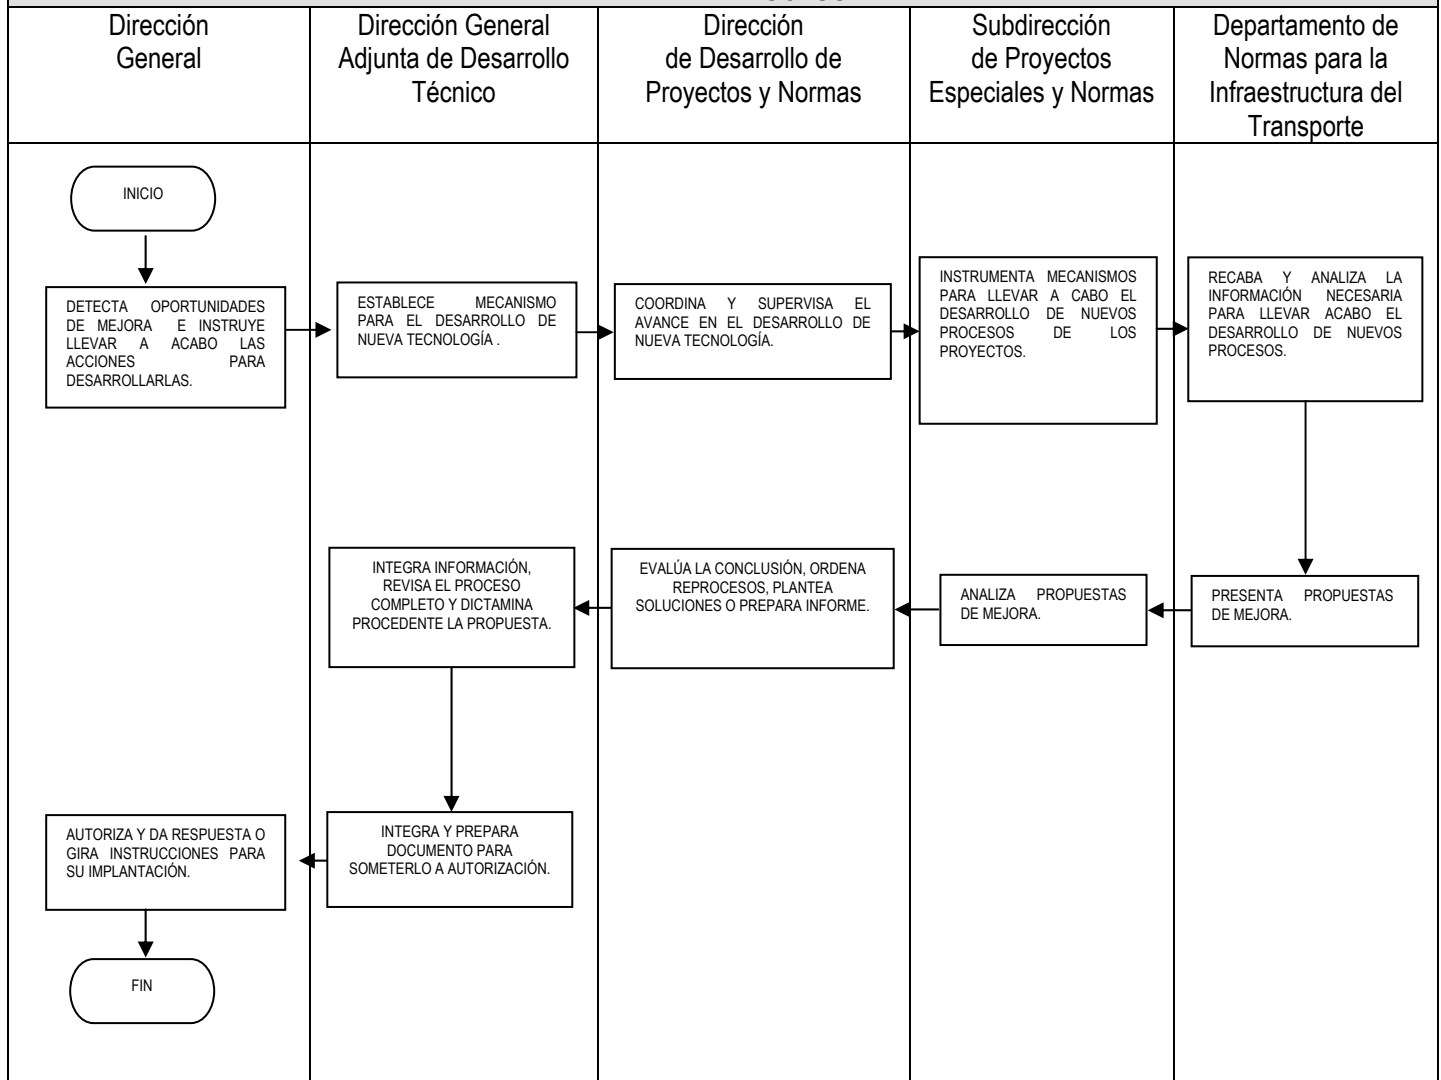 Dirección
General
Dirección General
Adjunta de Desarrollo
Técnico
Dirección
de Desarrollo de
Proyectos y Normas
Subdirección
de Proyectos
Especiales y Normas
Departamento de
Normas para la
Infraestructura del
Transporte
INICIO
DETECTA OPORTUNIDADES
DE MEJORA E INSTRUYE
LLEVAR A ACABO LAS
ACCIONES PARA
DESARROLLARLAS.
ESTABLECE MECANISMO
PARA EL DESARROLLO DE
NUEVA TECNOLOGÍA .
COORDINA Y SUPERVISA EL
AVANCE EN EL DESARROLLO DE
NUEVA TECNOLOGÍA.
INSTRUMENTA MECANISMOS
PARA LLEVAR A CABO EL
DESARROLLO DE NUEVOS
PROCESOS DE LOS
PROYECTOS.
RECABA Y ANALIZA LA
INFORMACIÓN NECESARIA
PARA LLEVAR ACABO EL
DESARROLLO DE NUEVOS
PROCESOS.
INTEGRA INFORMACIÓN,
REVISA EL PROCESO
COMPLETO Y DICTAMINA
PROCEDENTE LA PROPUESTA.
EVALÚA LA CONCLUSIÓN, ORDENA
REPROCESOS, PLANTEA
SOLUCIONES O PREPARA INFORME.
ANALIZA PROPUESTAS
DE MEJORA.
PRESENTA PROPUESTAS
DE MEJORA.
AUTORIZA Y DA RESPUESTA O
GIRA INSTRUCCIONES PARA
SU IMPLANTACIÓN.
INTEGRA Y PREPARA
DOCUMENTO PARA
SOMETERLO A AUTORIZACIÓN.
FIN